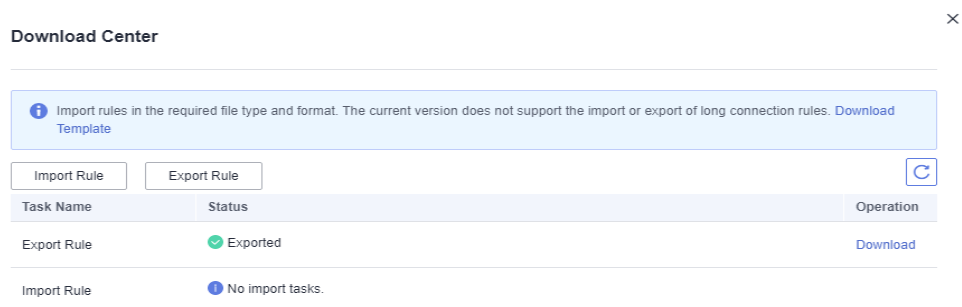 Download Center
Import rules in the required file type and format. The current version does not support the import or export of long connection rules. Download
Template
Import Rule Export Rule
Task Name Status Operation
Export Rule Exported Download
Import Rule No import tasks.